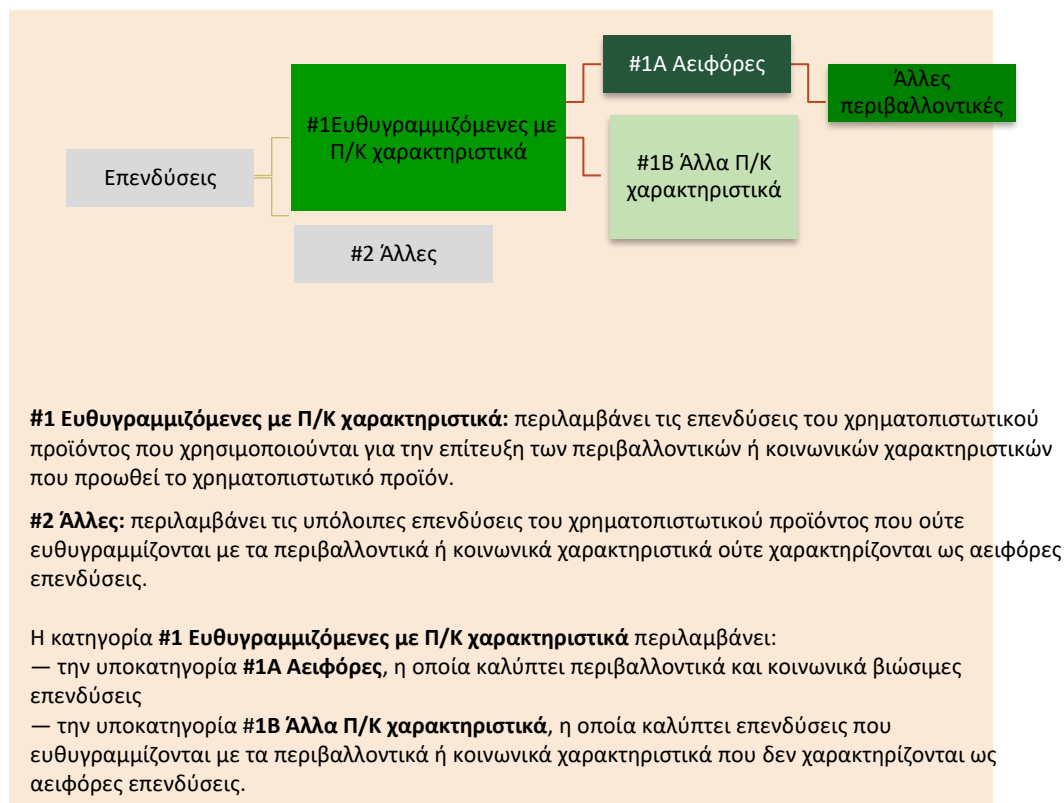 #1A Αειφόρες
Άλλες
περιβαλλοντικές
#1Ευθυγραμμιζόμενες με
Π/Κ χαρακτηριστικά
#1B Άλλα Π/Κ
χαρακτηριστικά
Επενδύσεις
#2 Άλλες
#1 Ευθυγραμμιζόμενες με Π/Κ χαρακτηριστικά: περιλαμβάνει τις επενδύσεις του χρηματοπιστωτικού
προϊόντος που χρησιμοποιούνται για την επίτευξη των περιβαλλοντικών ή κοινωνικών χαρακτηριστικών
που προωθεί το χρηματοπιστωτικό προϊόν.
#2 Άλλες: περιλαμβάνει τις υπόλοιπες επενδύσεις του χρηματοπιστωτικού προϊόντος που ούτε
ευθυγραμμίζονται με τα περιβαλλοντικά ή κοινωνικά χαρακτηριστικά ούτε χαρακτηρίζονται ως αειφόρες
επενδύσεις.
Η κατηγορία #1 Ευθυγραμμιζόμενες με Π/Κ χαρακτηριστικά περιλαμβάνει:
— την υποκατηγορία #1A Αειφόρες, η οποία καλύπτει περιβαλλοντικά και κοινωνικά βιώσιμες
επενδύσεις
— την υποκατηγορία #1B Άλλα Π/Κ χαρακτηριστικά, η οποία καλύπτει επενδύσεις που
ευθυγραμμίζονται με τα περιβαλλοντικά ή κοινωνικά χαρακτηριστικά που δεν χαρακτηρίζονται ως
αειφόρες επενδύσεις.